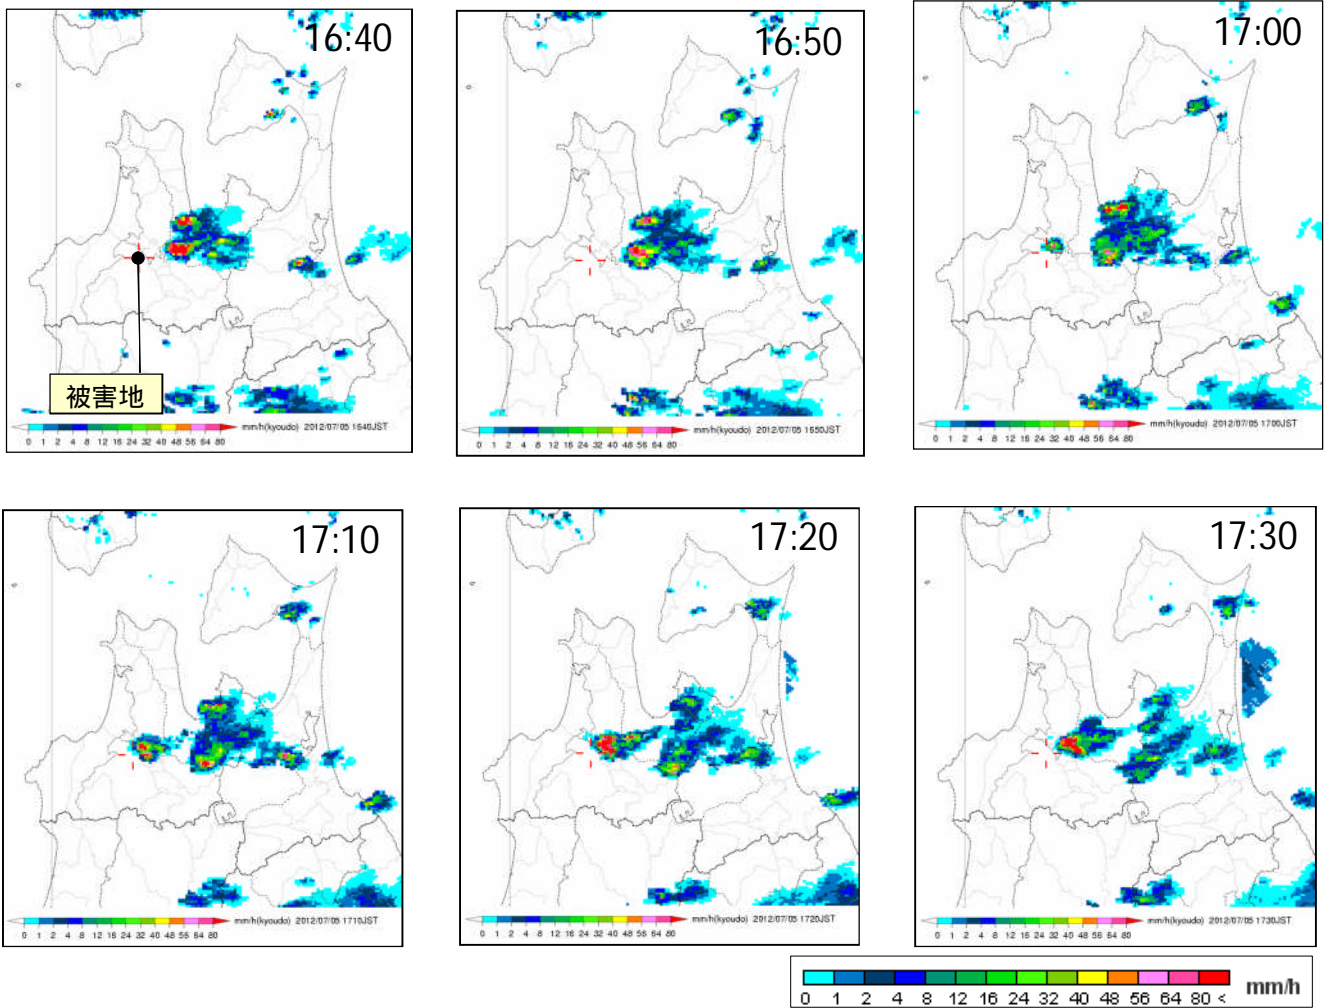 16:40
16:50
17:00
被害地
0 1 2 4 8 12 16 24 32 40 48 56 64 80 mm/h(kyoudo) 2012/07/05 1640JST
0 1 2 4 8 12 16 24 32 40 48 56 64 80 mm/h(kyoudo) 2012/07/05 1650JST
0 1 2 4 8 12 16 24 32 40 48 56 64 80 mm/h(kyoudo) 2012/07/05 1700JST
17:10
17:20
17:30
0 1 2 4 8 12 16 24 32 40 48 56 64 80 mm/h(kyoudo) 2012/07/05 1710JST
0 1 2 4 8 12 16 24 32 40 48 56 64 80 mm/h(kyoudo) 2012/07/05 1720JST
0 1 2 4 8 12 16 24 32 40 48 56 64 80 mm/h(kyoudo) 2012/07/05 1730JST
0 1 2 4 8 12 16 24 32 40 48 56 64 80 < mm/h